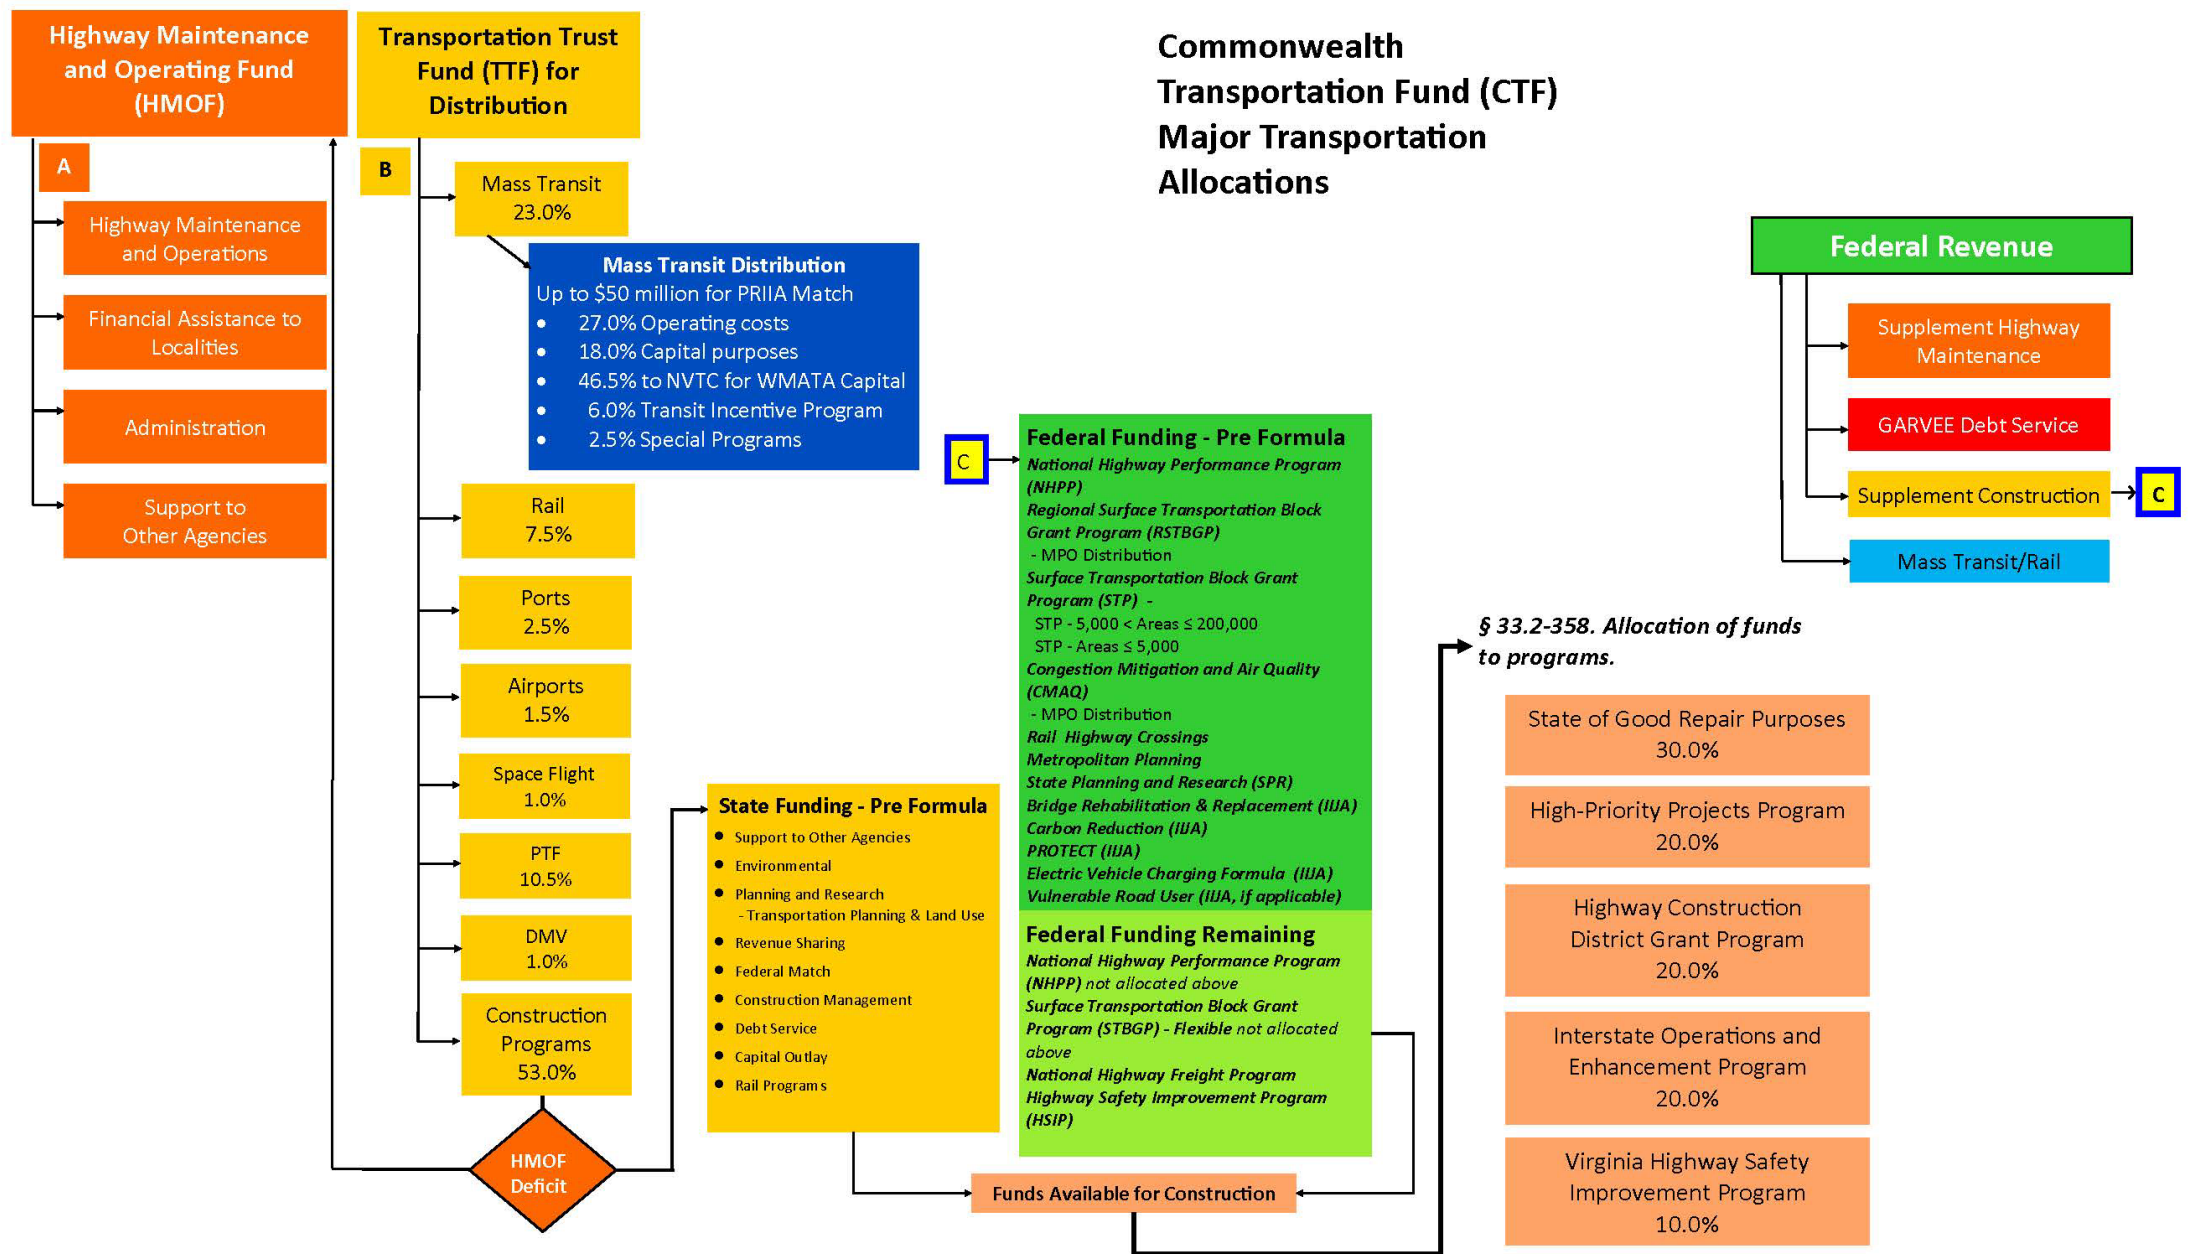 Highway Maintenance
and Operating Fund
(HMOF)
A
Highway Maintenance
and Operations
Financial Assistance to
Localities
Administration
Support to
Other Agencies
Transportation Trust
Fund (TTF) for
Distribution
B
Mass Transit
23.0%
Mass Transit Distribution
Up to $50 million for PRIIA Match
• 27.0% Operating costs
• 18.0% Capital purposes
• 46.5% to NVTC for WMATA Capital
• 6.0% Transit Incentive Program
• 2.5% Special Programs
Rail
7.5%
Ports
2.5%
Airports
1.5%
Space Flight
1.0%
PTF
10.5%
DMV
1.0%
Construction
Programs
53.0%
HMOF
Deficit
State Funding - Pre Formula
• Support to Other Agencies
• Environmental
• Planning and Research
- Transportation Planning & Land Use
• Revenue Sharing
• Federal Match
• Construction Management
• Debt Service
• Capital Outlay
• Rail Programs
Commonwealth
Transportation Fund (CTF)
Major Transportation
Allocations
C
Federal Funding - Pre Formula
National Highway Performance Program
(NHPP)
Regional Surface Transportation Block
Grant Program (RSTBGP)
- MPO Distribution
Surface Transportation Block Grant
Program (STP) -
STP - 5,000 < Areas ≤ 200,000
STP - Areas ≤ 5,000
Congestion Mitigation and Air Quality
(CMAQ)
- MPO Distribution
Rail Highway Crossings
Metropolitan Planning
State Planning and Research (SPR)
Bridge Rehabilitation & Replacement (IIJA)
Carbon Reduction (IIJA)
PROTECT (IIJA)
Electric Vehicle Charging Formula (IIJA)
Vulnerable Road User (IIJA, if applicable)
Federal Funding Remaining
National Highway Performance Program
(NHPP) not allocated above
Surface Transportation Block Grant
Program (STBGP) - Flexible not allocated
above
National Highway Freight Program
Highway Safety Improvement Program
(HSIP)
Funds Available for Construction
Federal Revenue
Supplement Highway
Maintenance
GARVEE Debt Service
Supplement Construction
C
Mass Transit/Rail
§ 33.2-358. Allocation of funds
to programs.
State of Good Repair Purposes
30.0%
High-Priority Projects Program
20.0%
Highway Construction
District Grant Program
20.0%
Interstate Operations and
Enhancement Program
20.0%
Virginia Highway Safety
Improvement Program
10.0%